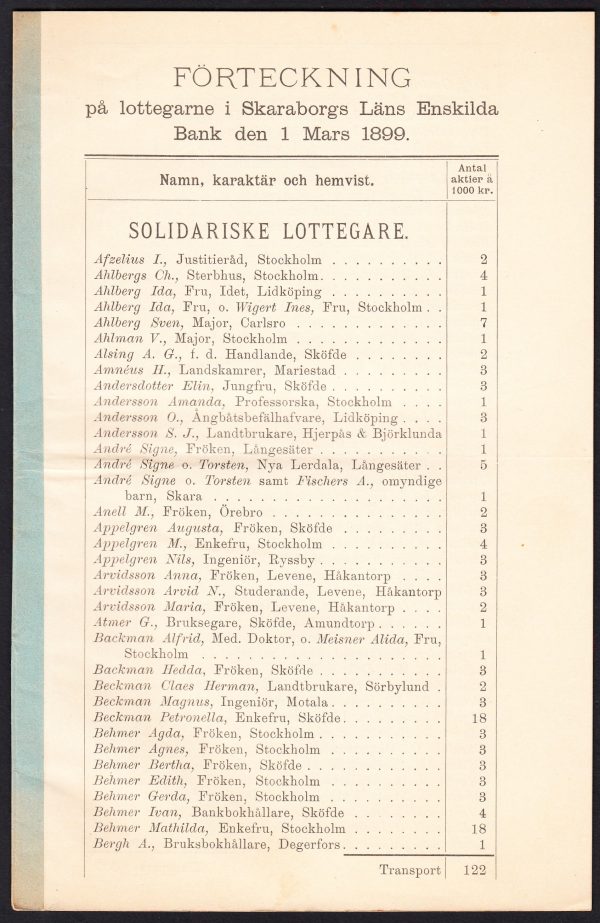 FÖRTECKNING
på lottegarne i Skaraborgs Läns Enskilda
Bank den 1 Mars 1899.
Namn, karaktär och hemvist.
Antal
aktier à
1000 kr.
SOLIDARISKE LOTTEGARE.
Afzelius I., Justitieråd, Stockholm . . . . . . . . . . 2
Ahlbergs Ch., Sterbhus, Stockholm. . . . . . . . . . . 4
Ahlberg Ida, Fru, Idet, Lidköping . . . . . . . . . . 1
Ahlberg Ida, Fru, o. Wigert Ines, Fru, Stockholm . . 1
Ahlberg Sven, Major, Carlsro . . . . . . . . . . . . . 7
Ahlman V., Major, Stockholm . . . . . . . . . . . . . 1
Alsing A. G., f. d. Handlande, Sköfde . . . . . . . . 2
Amnéus H., Landskamrer, Mariestad . . . . . . . . . 3
Andersdotter Elin, Jungfru, Sköfde . . . . . . . . . . 3
Andersson Amanda, Professorska, Stockholm . . . . 1
Andersson O., Ångbåtsbefälhafvare, Lidköping . . . . 3
Andersson S. J., Landtbrukare, Hjerpås & Björklunda 1
André Signe, Fröken, Långesäter . . . . . . . . . . . 1
André Signe o. Torsten, Nya Lerdala, Långesäter . . 5
André Signe o. Torsten samt Fischers A., omyndige
barn, Skara . . . . . . . . . . . . . . . . . . . 1
Anell M., Fröken, Örebro . . . . . . . . . . . . . . 2
Appelgren Augusta, Fröken, Sköfde . . . . . . . . . 3
Appelgren M., Enkefru, Stockholm . . . . . . . . . . 4
Appelgren Nils, Ingeniör, Ryssby . . . . . . . . . . . 3
Arvidsson Anna, Fröken, Levene, Håkantorp . . . . 3
Arvidsson Arvid N., Studerande, Levene, Håkantorp 3
Arvidsson Maria, Fröken, Levene, Håkantorp . . . . 2
Atmer G., Bruksegare, Sköfde, Amundtorp . . . . . . 1
Backman Alfrid, Med. Doktor, o. Meisner Alida, Fru,
Stockholm . . . . . . . . . . . . . . . . . . . . 1
Backman Hedda, Fröken, Sköfde . . . . . . . . . . . 3
Beckman Claes Herman, Landtbrukare, Sörbylund . 2
Beckman Magnus, Ingeniör, Motala . . . . . . . . . . 3
Beckman Petronella, Enkefru, Sköfde . . . . . . . . . 18
Behmer Agda, Fröken, Stockholm . . . . . . . . . . . 3
Behmer Agnes, Fröken, Stockholm . . . . . . . . . . 3
Behmer Bertha, Fröken, Sköfde . . . . . . . . . . . . 3
Behmer Edith, Fröken, Stockholm . . . . . . . . . . 3
Behmer Gerda, Fröken, Stockholm . . . . . . . . . . 3
Behmer Ivan, Bankbokhållare, Sköfde . . . . . . . . 4
Behmer Mathilda, Enkefru, Stockholm . . . . . . . . 18
Bergh A., Bruksbokhållare, Degerfors . . . . . . . . . 1
Transport 122